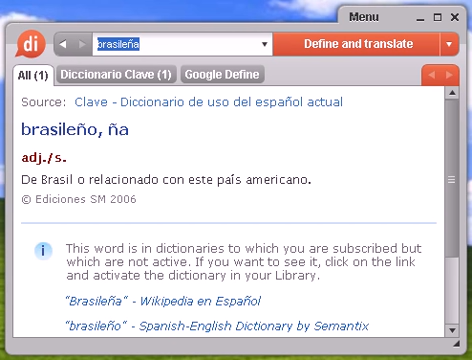 Menu
di
brasileña
Define and translate
All (1)
Diccionario Clave (1)
Google Define
Source: Clave - Diccionario de uso del español actual
brasileño, ña
adj./s.
De Brasil o relacionado con este país americano.
© Ediciones SM 2006
i
This word is in dictionaries to which you are subscribed but
which are not active. If you want to see it, click on the link
and activate the dictionary in your Library.
"Brasileña" - Wikipedia en Español
"brasileño" - Spanish-English Dictionary by Semantix